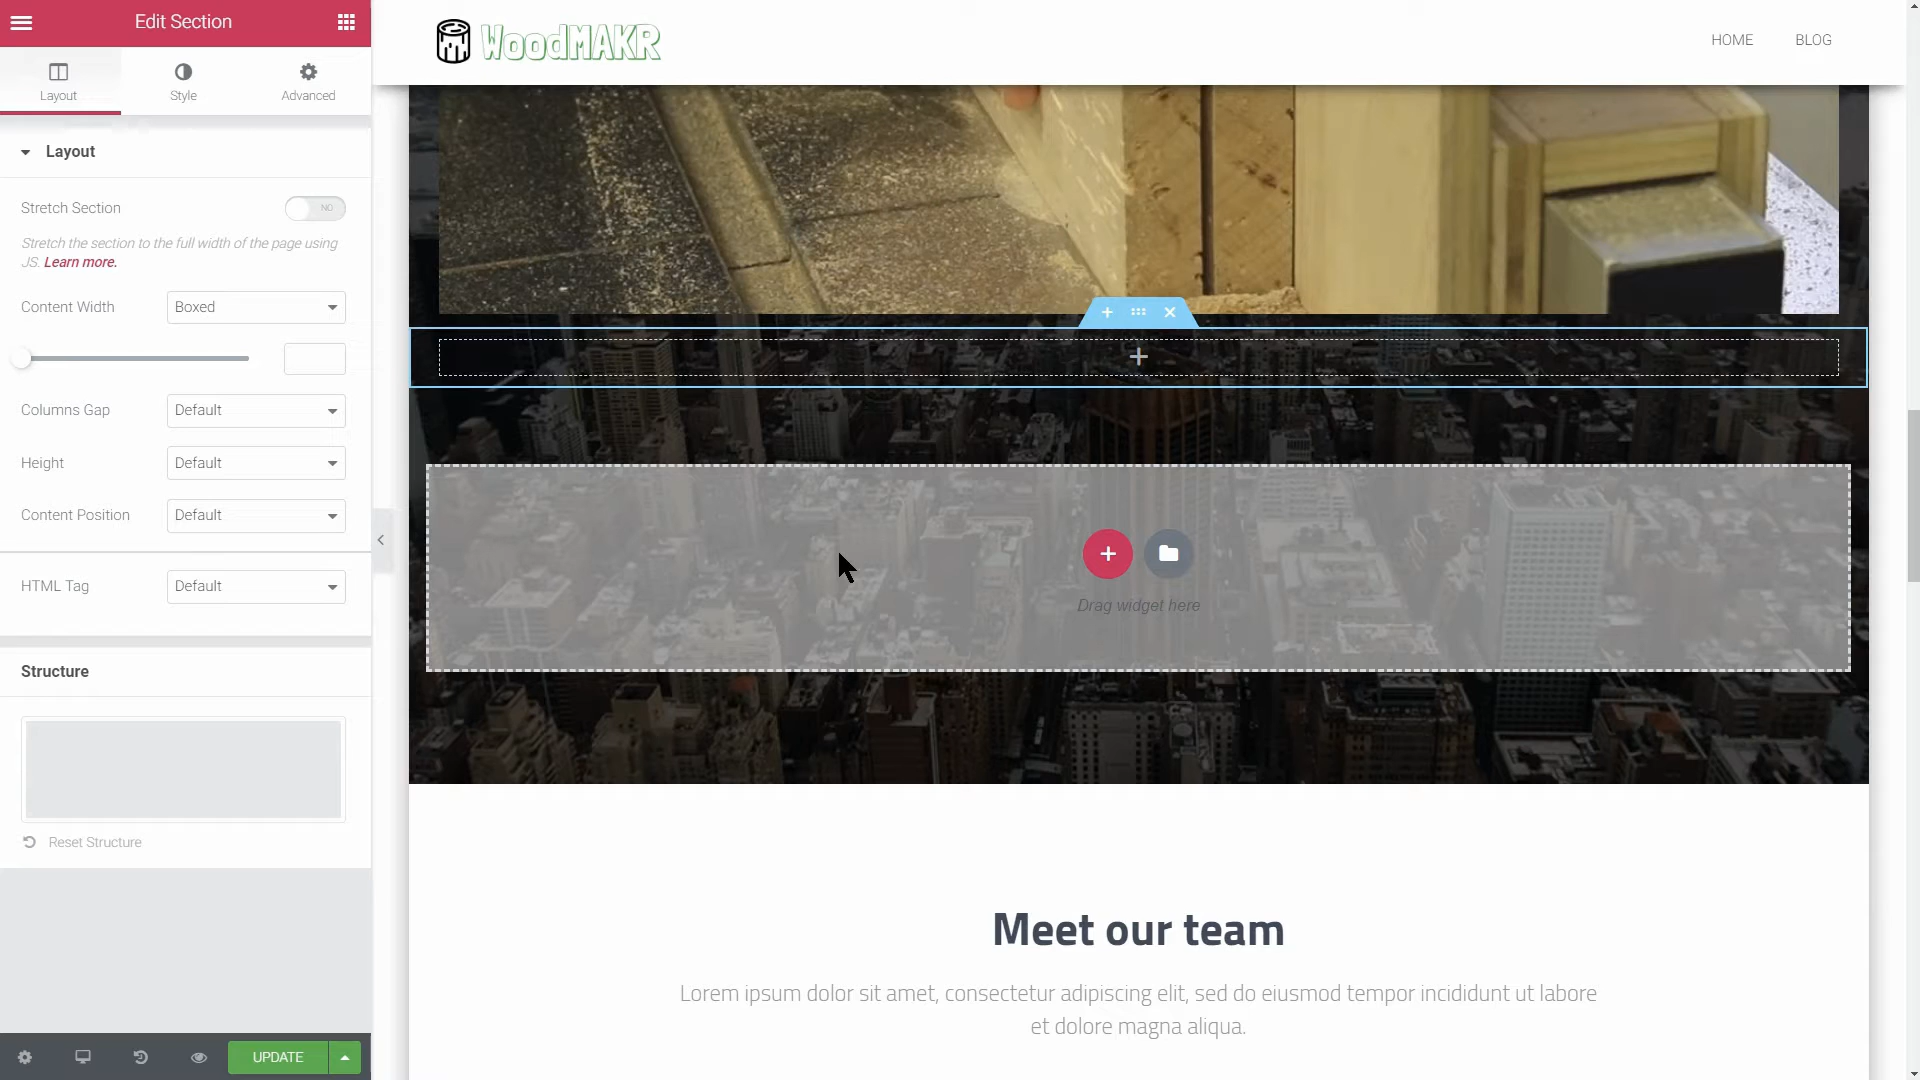 Edit Section
WoodMAKR
HOME
BLOG
Layout
Style
Advanced
Layout
Stretch Section
NO
Stretch the section to the full width of the page using
JS. Learn more.
Content Width
Boxed
Columns Gap
Default
Height
Default
Content Position
Default
HTML Tag
Default
Drag widget here
Structure
Reset Structure
Meet our team
Lorem ipsum dolor sit amet, consectetur adipiscing elit, sed do eiusmod tempor incididunt ut labore
et dolore magna aliqua.
UPDATE